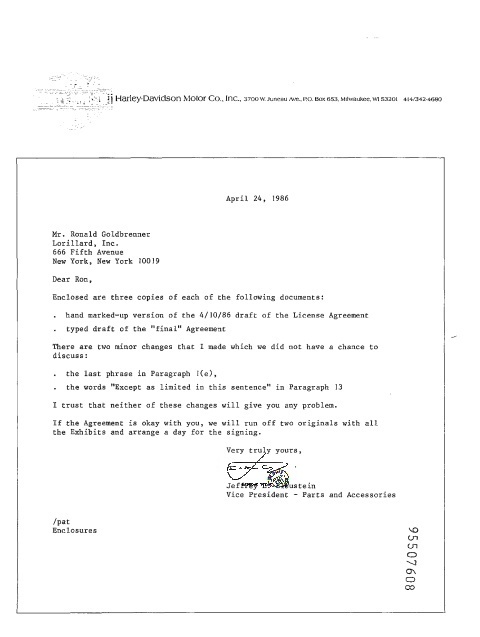 Harley-Davidson Motor Co., Inc., 3700 W. Juneau Ave., P.O. Box 653, Milwaukee, WI 53201 414/342-4680
April 24, 1986
Mr. Ronald Goldbrenner
Lorillard, Inc.
666 Fifth Avenue
New York, New York 10019
Dear Ron,
Enclosed are three copies of each of the following documents:
. hand marked-up version of the 4/10/86 draft of the License Agreement
. typed draft of the "final" Agreement
There are two minor changes that I made which we did not have a chance to
discuss:
. the last phrase in Paragraph 1(e),
. the words "Except as limited in this sentence" in Paragraph 13
I trust that neither of these changes will give you any problem.
If the Agreement is okay with you, we will run off two originals with all
the Exhibits and arrange a day for the signing.
Very truly yours,
Vice President - Parts and Accessories
/pat
Enclosures
95507608